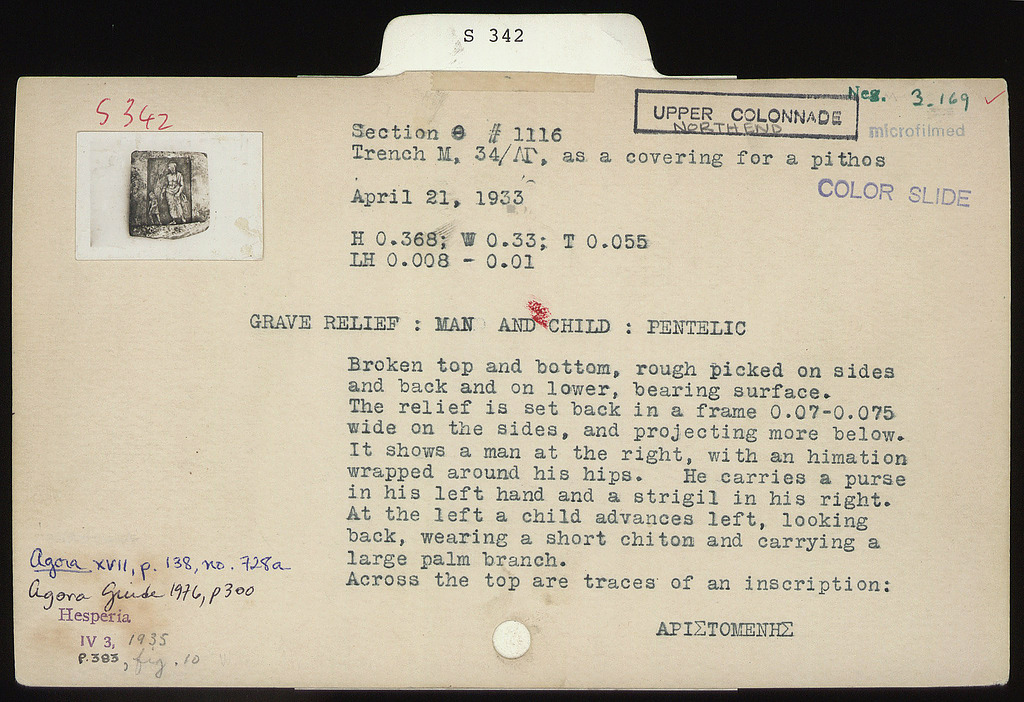 S 342
S 342
Neg. 3.169 ✓
UPPER COLONNADE
NORTH END
microfilmed
COLOR SLIDE
Section Θ # 1116
Trench M, 34/ΛΓ, as a covering for a pithos
April 21, 1933
H 0.368; W 0.33; T 0.055
LH 0.008 - 0.01
GRAVE RELIEF : MAN AND CHILD : PENTELIC
Broken top and bottom, rough picked on sides
and back and on lower, bearing surface.
The relief is set back in a frame 0.07-0.075
wide on the sides, and projecting more below.
It shows a man at the right, with an himation
wrapped around his hips. He carries a purse
in his left hand and a strigil in his right.
At the left a child advances left, looking
back, wearing a short chiton and carrying a
large palm branch.
Across the top are traces of an inscription:
ΑΡΙΣΤΟΜΕΝΗΣ
Agora XVII, p. 138, no. 728a
Agora Guide 1976, p300
Hesperia
IV 3, 1935
P.393, fig. 10